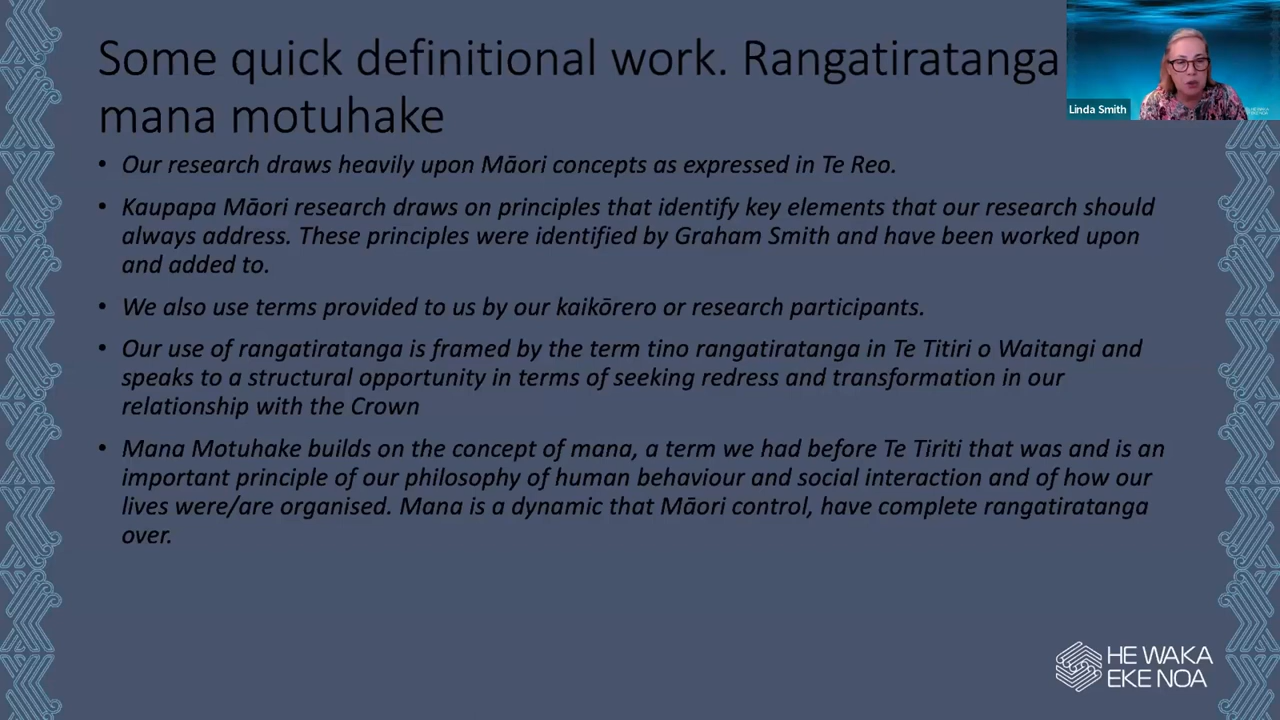 Some quick definitional work. Rangatiratanga
mana motuhake
Linda Smith
• Our research draws heavily upon Māori concepts as expressed in Te Reo.
• Kaupapa Māori research draws on principles that identify key elements that our research should
always address. These principles were identified by Graham Smith and have been worked upon
and added to.
• We also use terms provided to us by our kaikōrero or research participants.
• Our use of rangatiratanga is framed by the term tino rangatiratanga in Te Titiri o Waitangi and
speaks to a structural opportunity in terms of seeking redress and transformation in our
relationship with the Crown
• Mana Motuhake builds on the concept of mana, a term we had before Te Tiriti that was and is an
important principle of our philosophy of human behaviour and social interaction and of how our
lives were/are organised. Mana is a dynamic that Māori control, have complete rangatiratanga
over.
HE WAKA
EKE NOA